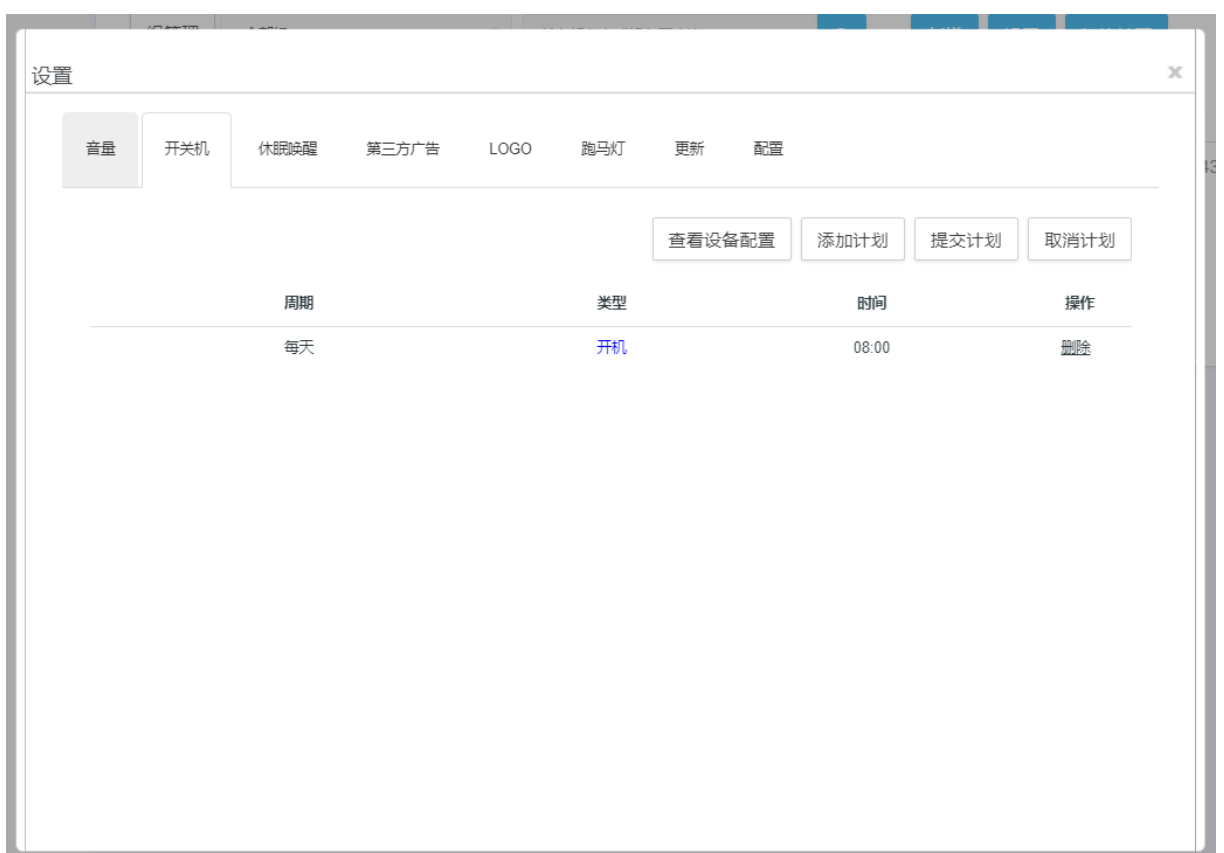 设置
音量 开关机 休眠唤醒 第三方广告 LOGO 跑马灯 更新 配置
查看设备配置 添加计划 提交计划 取消计划
周期 类型 时间 操作
每天 开机 08:00 删除